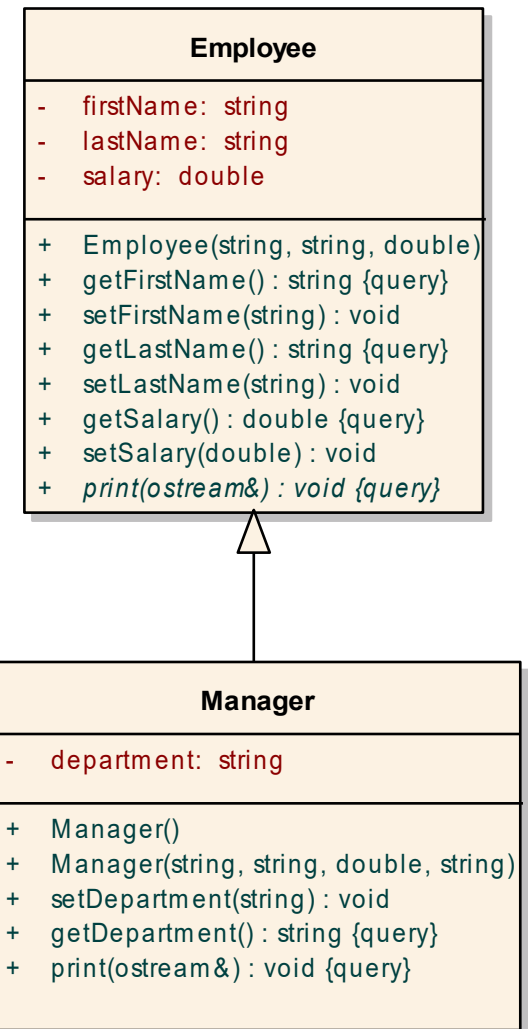 Employee
- firstName: string
- lastName: string
- salary: double
+ Employee(string, string, double)
+ getFirstName() : string {query}
+ setFirstName(string) : void
+ getLastName() : string {query}
+ setLastName(string) : void
+ getSalary() : double {query}
+ setSalary(double) : void
+ print(ostream&) : void {query}
Manager
- department: string
+ Manager()
+ Manager(string, string, double, string)
+ setDepartment(string) : void
+ getDepartment() : string {query}
+ print(ostream&) : void {query}